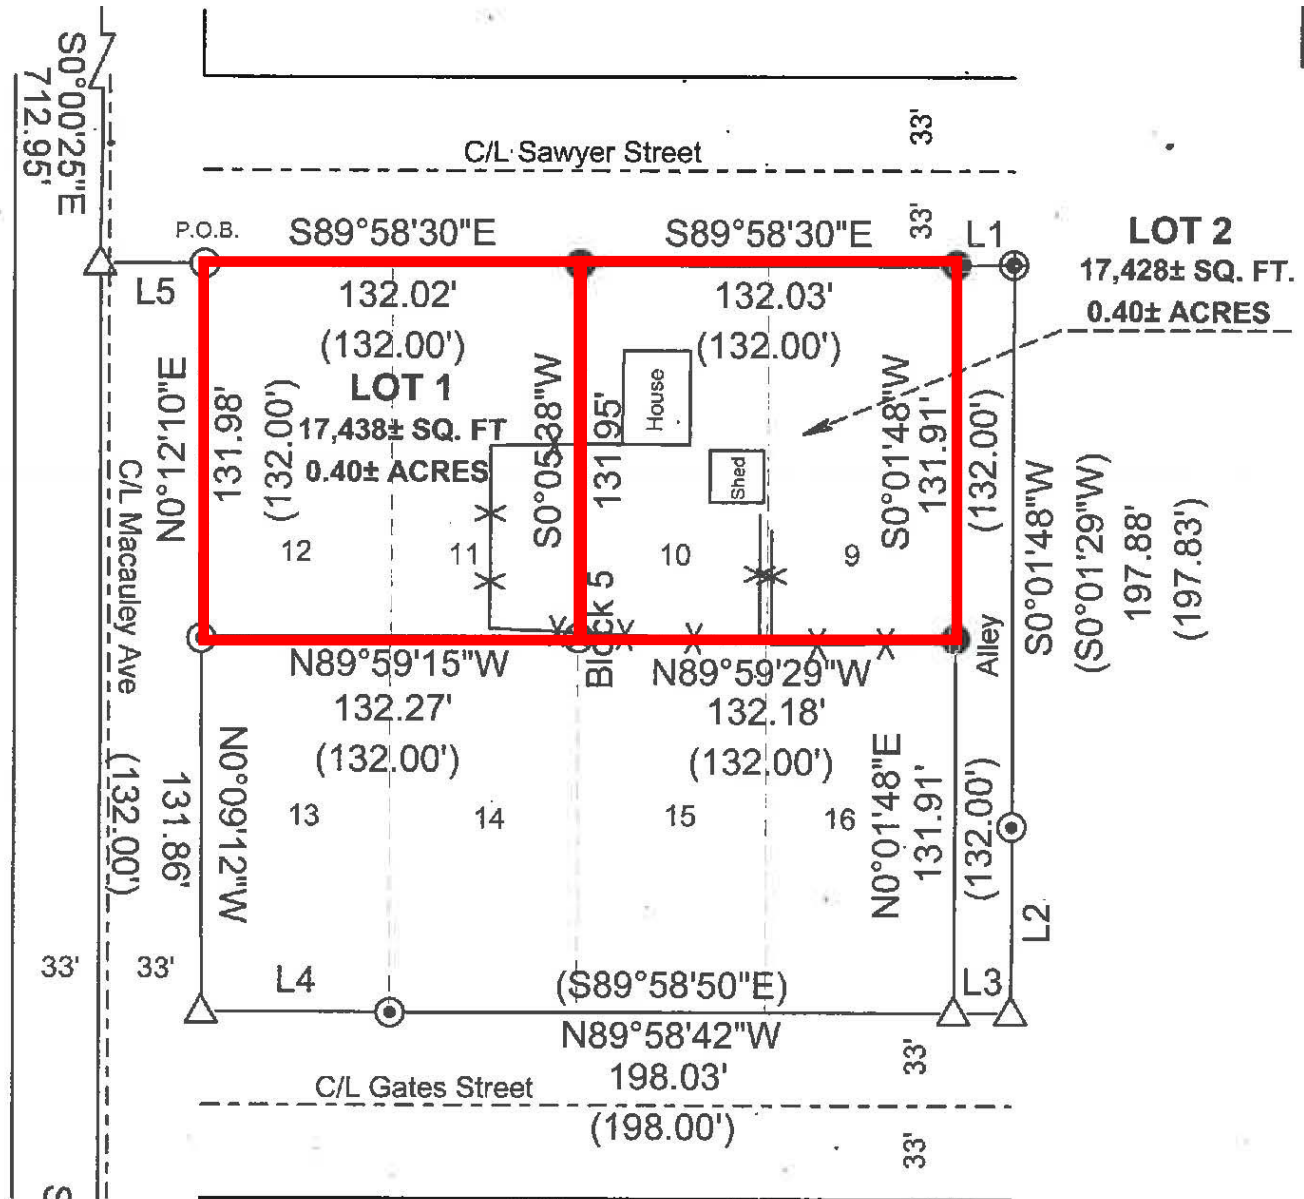 S0°00'25"E
712.95'
33'
C/L Sawyer Street
33'
P.O.B.
S89°58'30"E
S89°58'30"E
L1
LOT 2
17,428± SQ. FT.
0.40± ACRES
L5
132.02'
(132.00')
132.03'
(132.00')
LOT 1
17,438± SQ. FT
0.40± ACRES
N0°12'10"E
131.98'
(132.00')
S0°05'38"W
131.95'
House
Shed
S0°01'48"W
131.91'
(132.00')
S0°01'48"W
(S0°01'29"W)
197.88'
(197.83')
C/L Macauley Ave
12
11
10
9
Block 5
Alley
N89°59'15"W
132.27'
(132.00')
N89°59'29"W
132.18'
(132.00')
(132.00')
131.86'
N0°09'12"W
13
14
15
16
N0°01'48"E
131.91'
(132.00')
L2
33'
33'
L4
(S89°58'50"E)
L3
N89°58'42"W
198.03'
(198.00')
33'
C/L Gates Street
33'
S